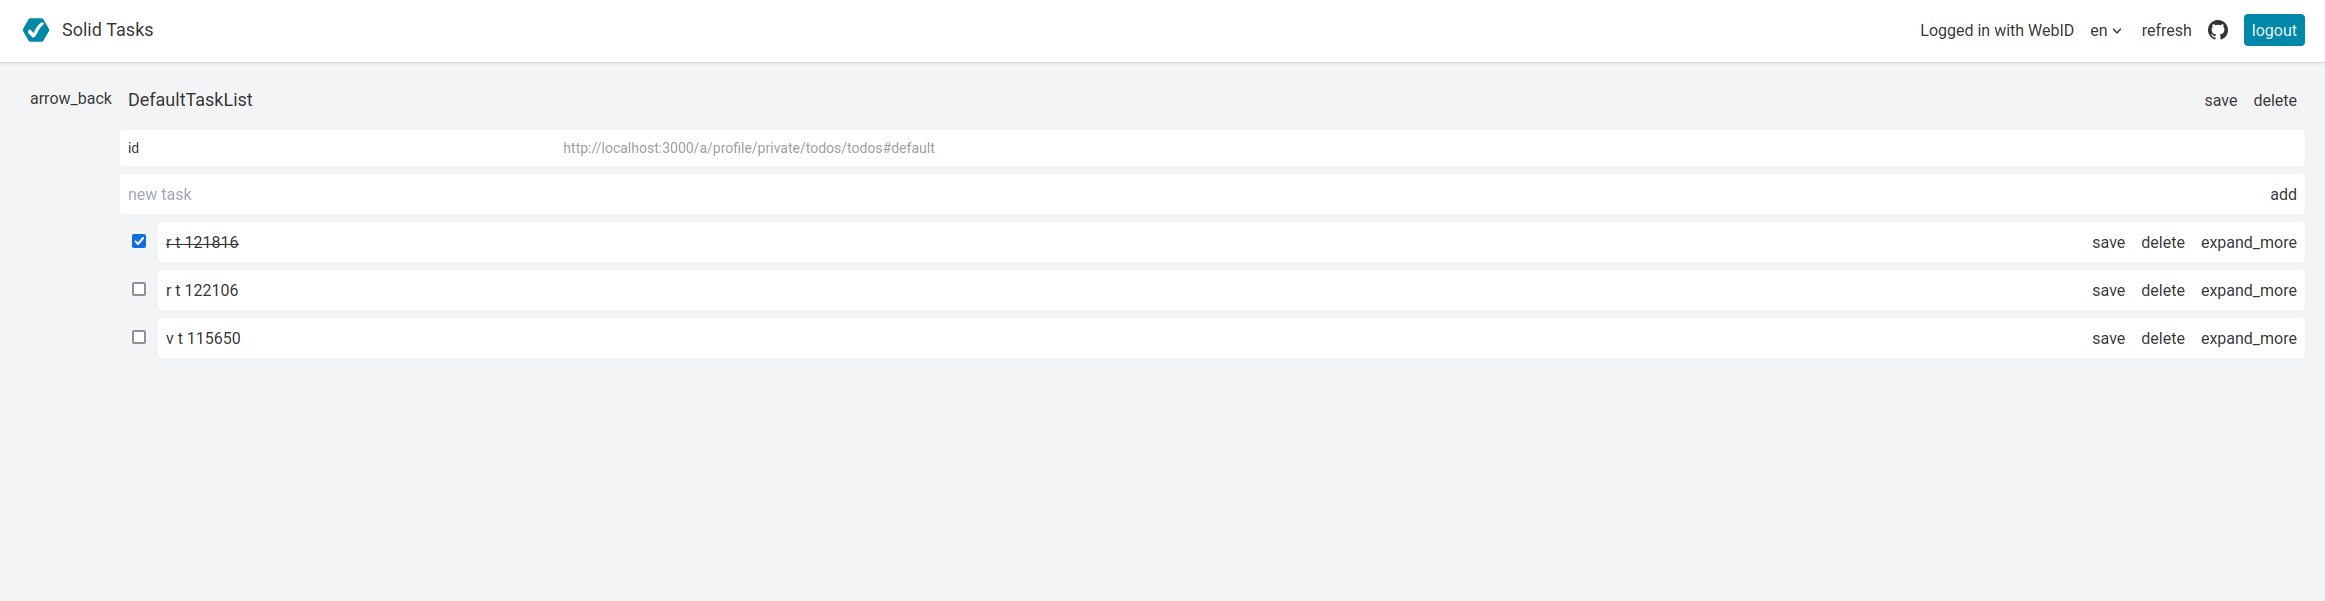 Solid Tasks Logged in with WebID en refresh logout
arrow_back DefaultTaskList save delete
id http://localhost:3000/a/profile/private/todos/todos#default
new task add
r t 121816 save delete expand_more
r t 122106 save delete expand_more
v t 115650 save delete expand_more